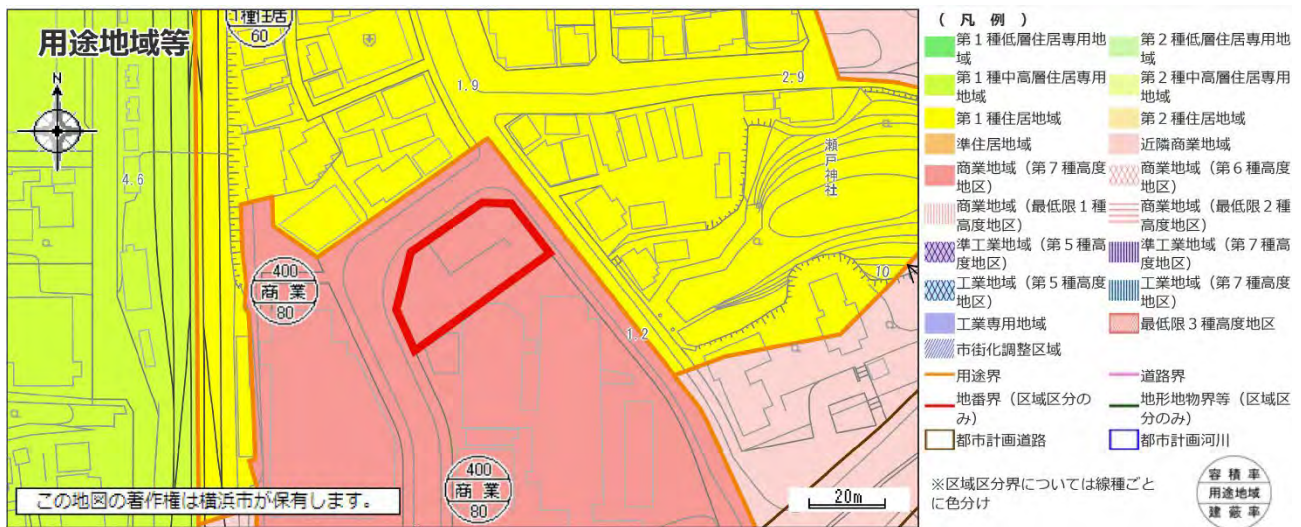 用途地域等
N
1種住居
60
1.9
2.9
4.6
瀬戸神社
10
1.2
400
商業
80
400
商業
80
この地図の著作権は横浜市が保有します。
20m
(凡例)
第1種低層住居専用地
域
第2種低層住居専用地
域
第1種中高層住居専用
地域
第2種中高層住居専用
地域
第1種住居地域
第2種住居地域
準住居地域
近隣商業地域
商業地域(第7種高度
地区)
商業地域(第6種高度
地区)
商業地域(最低限1種
高度地区)
商業地域(最低限2種
高度地区)
準工業地域(第5種高
度地区)
準工業地域(第7種高
度地区)
工業地域(第5種高度
地区)
工業地域(第7種高度
地区)
工業専用地域
最低限3種高度地区
市街化調整区域
用途界
道路界
地番界(区域区分の
み)
地形地物界等(区域区
分のみ)
都市計画道路
都市計画河川
※区域区分界については線種ごと
に色分け
容積率
用途地域
建蔽率